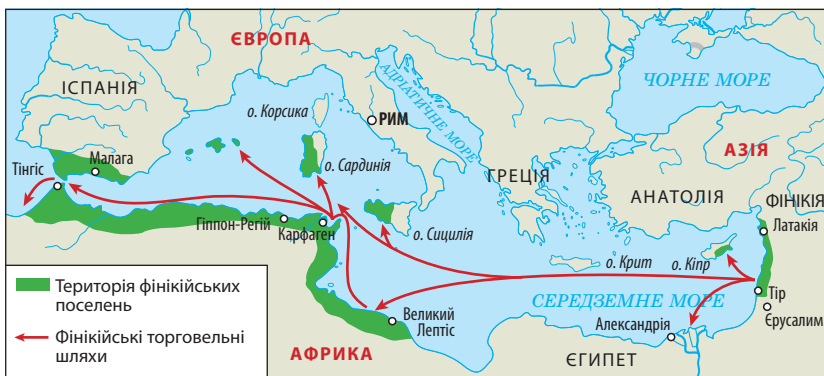 ЄВРОПА
ІСПАНІЯ
о. Корсика
РИМ
АДРІАТИЧНЕ МОРЕ
ЧОРНЕ МОРЕ
Малага
Тінгіс
о. Сардинія
ГРЕЦІЯ
АЗІЯ
АНАТОЛІЯ
ФІНІКІЯ
Латакія
Гіппон-Регій
Карфаген
о. Сицилія
о. Крит
о. Кіпр
СЕРЕДЗЕМНЕ МОРЕ
Тір
Єрусалим
Великий
Лептіс
Александрія
АФРИКА
ЄГИПЕТ
Територія фінікійських
поселень
Фінікійські торговельні
шляхи